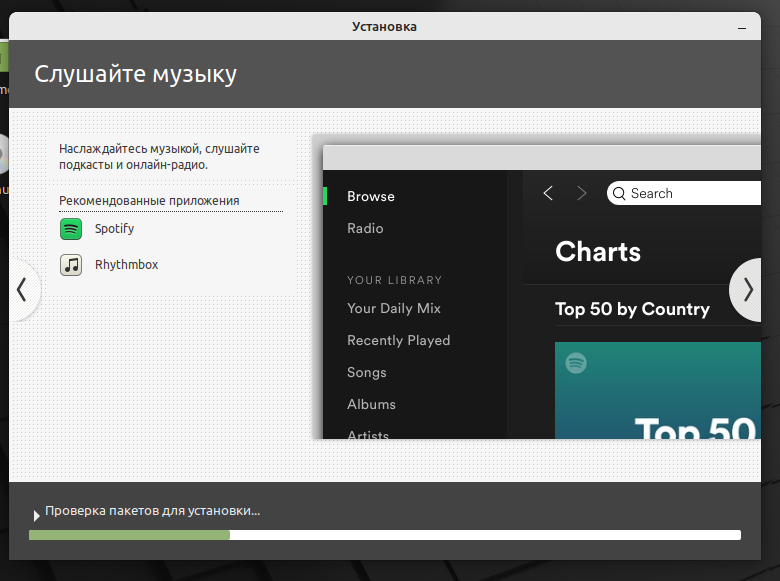 Установка
Слушайте музыку
Наслаждайтесь музыкой, слушайте
подкасты и онлайн-радио.
Рекомендованные приложения
Spotify
Rhythmbox
Browse
Radio
YOUR LIBRARY
Your Daily Mix
Recently Played
Songs
Albums
Artists
Search
Charts
Top 50 by Country
Top 50
Проверка пакетов для установки...